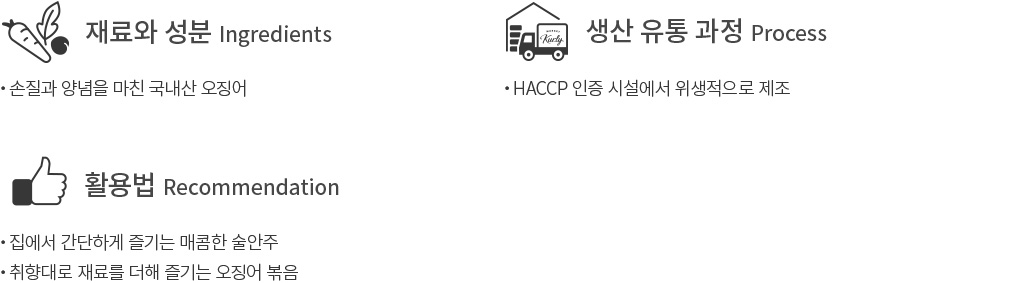 재료와 성분 Ingredients
• 손질과 양념을 마친 국내산 오징어
MARKET
Kurly
생산 유통 과정 Process
• HACCP 인증 시설에서 위생적으로 제조
활용법 Recommendation
• 집에서 간단하게 즐기는 매콤한 술안주
• 취향대로 재료를 더해 즐기는 오징어 볶음